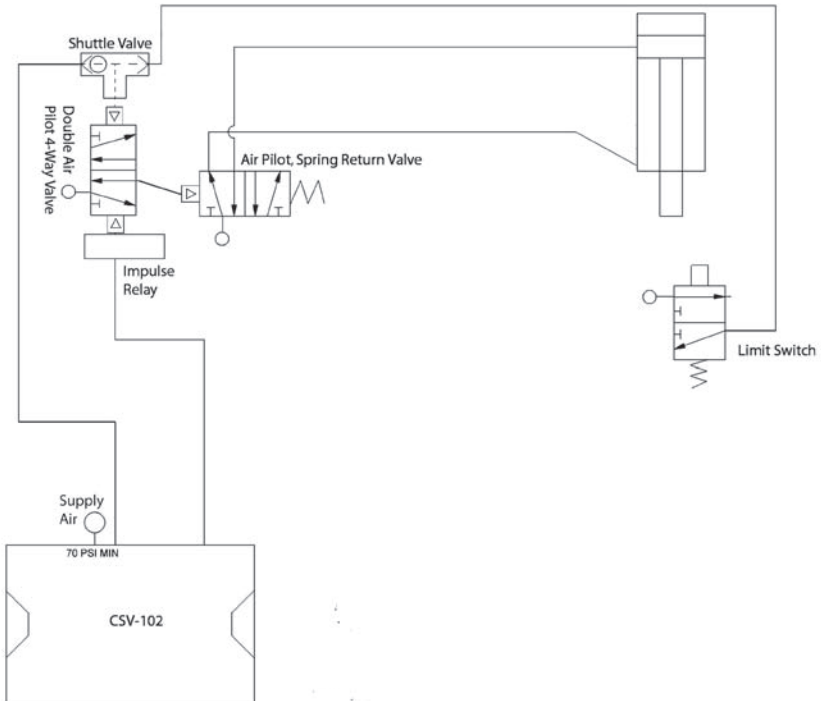 Shuttle Valve
Double Air
Pilot 4-Way Valve
Air Pilot, Spring Return Valve
Impulse
Relay
Limit Switch
Supply
Air
70 PSI MIN
CSV-102